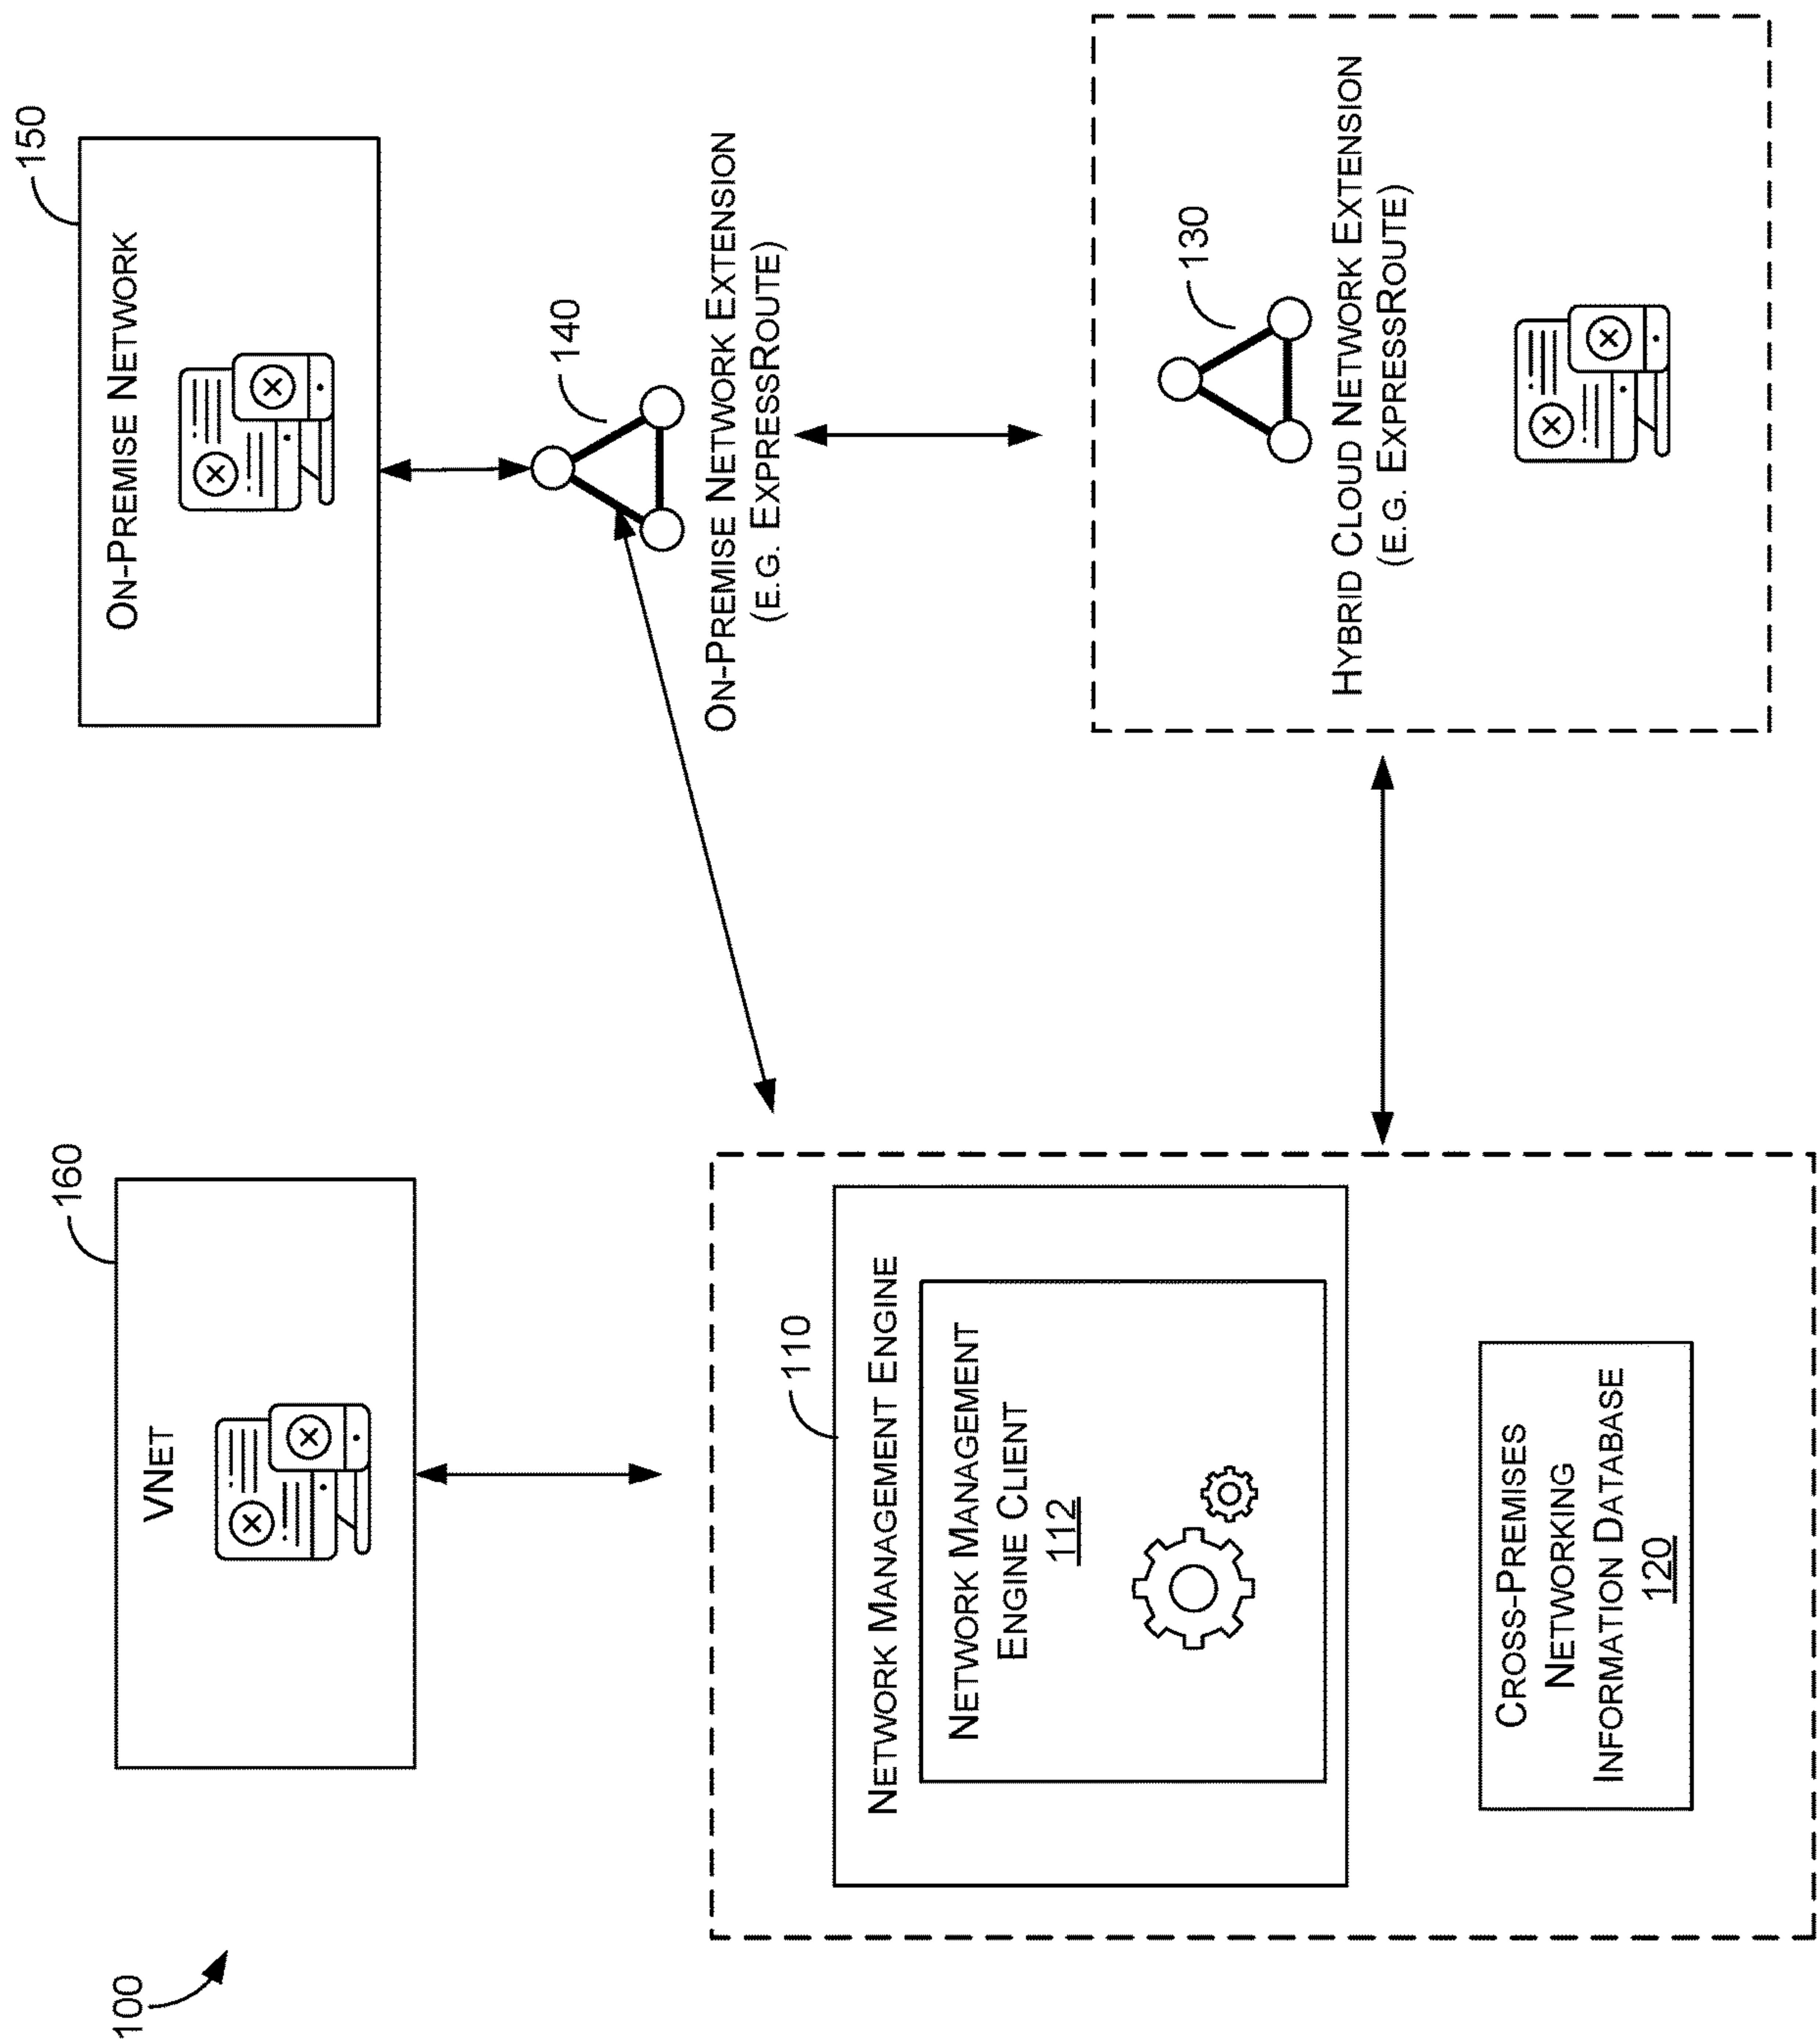 100
160
VNET
150
ON-PREMISE NETWORK
140
ON-PREMISE NETWORK EXTENSION
(E.G. EXPRESSROUTE)
110
NETWORK MANAGEMENT ENGINE
NETWORK MANAGEMENT
ENGINE CLIENT
112
CROSS-PREMISES
NETWORKING
INFORMATION DATABASE
120
130
HYBRID CLOUD NETWORK EXTENSION
(E.G. EXPRESSROUTE)